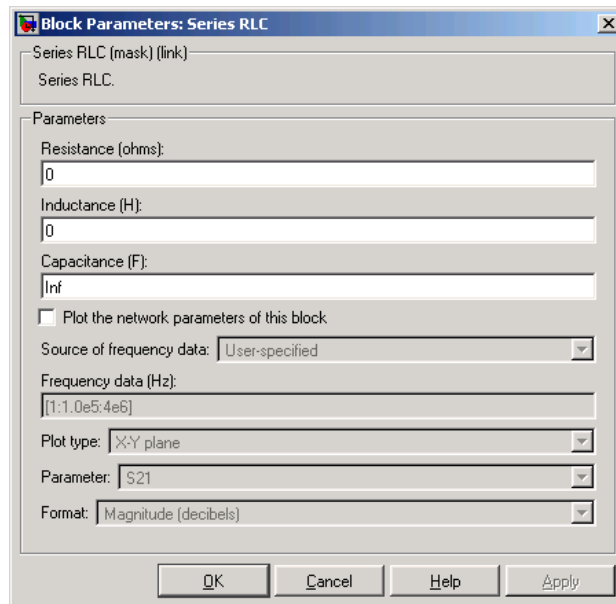 Block Parameters: Series RLC
Series RLC (mask) (link)
Series RLC.
Parameters
Resistance (ohms):
0
Inductance (H):
0
Capacitance (F):
Inf
Plot the network parameters of this block
Source of frequency data: User-specified
Frequency data (Hz):
[1:1.0e5:4e6]
Plot type: X-Y plane
Parameter: S21
Format: Magnitude (decibels)
OK Cancel Help Apply